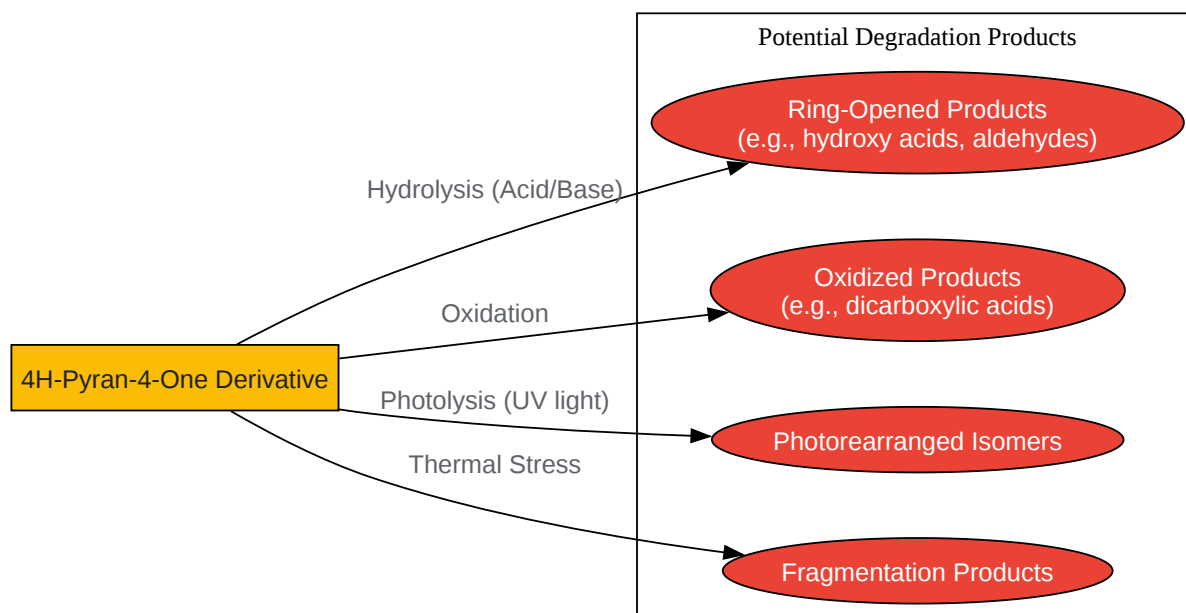 Potential Degradation Products
Ring-Opened Products
(e.g., hydroxy acids, aldehydes)
Hydrolysis (Acid/Base)
Oxidized Products
(e.g., dicarboxylic acids)
Oxidation
4H-Pyran-4-One Derivative
Photolysis (UV light)
Photorearranged Isomers
Thermal Stress
Fragmentation Products